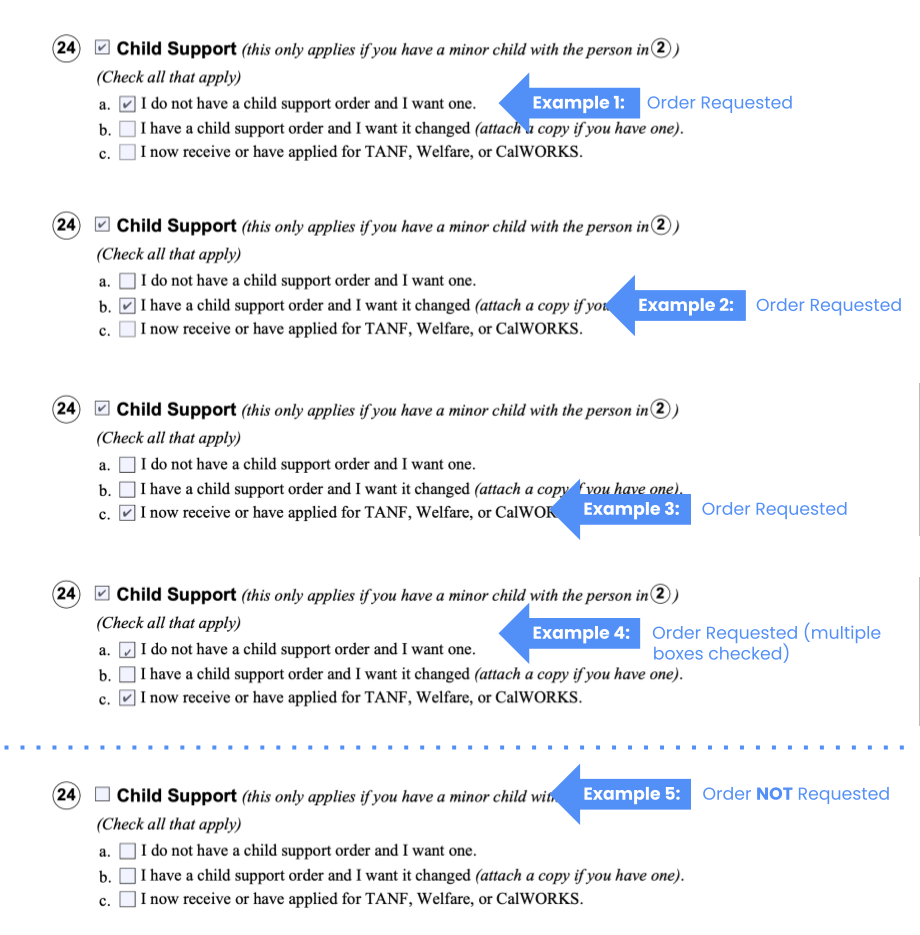 24 Child Support (this only applies if you have a minor child with the person in 2)
(Check all that apply)
a. I do not have a child support order and I want one.
Example 1: Order Requested
b. I have a child support order and I want it changed (attach a copy if you have one).
c. I now receive or have applied for TANF, Welfare, or CalWORKS.
24 Child Support (this only applies if you have a minor child with the person in 2)
(Check all that apply)
a. I do not have a child support order and I want one.
b. I have a child support order and I want it changed (attach a copy if you
Example 2: Order Requested
c. I now receive or have applied for TANF, Welfare, or CalWORKS.
24 Child Support (this only applies if you have a minor child with the person in 2)
(Check all that apply)
a. I do not have a child support order and I want one.
b. I have a child support order and I want it changed (attach a copy if you have one).
c. I now receive or have applied for TANF, Welfare, or CalWOR
Example 3: Order Requested
24 Child Support (this only applies if you have a minor child with the person in 2)
(Check all that apply)
Example 4: Order Requested (multiple
boxes checked)
a. I do not have a child support order and I want one.
b. I have a child support order and I want it changed (attach a copy if you have one).
c. I now receive or have applied for TANF, Welfare, or CalWORKS.
24 Child Support (this only applies if you have a minor child with
Example 5: Order NOT Requested
(Check all that apply)
a. I do not have a child support order and I want one.
b. I have a child support order and I want it changed (attach a copy if you have one).
c. I now receive or have applied for TANF, Welfare, or CalWORKS.